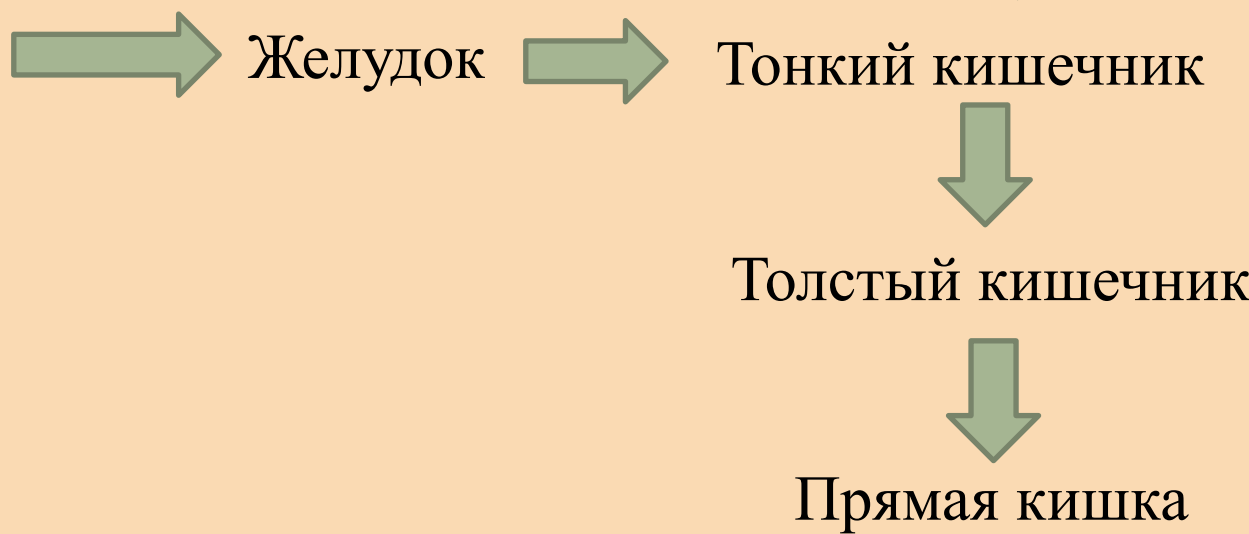 Желудок
Тонкий кишечник
Толстый кишечник
Прямая кишка